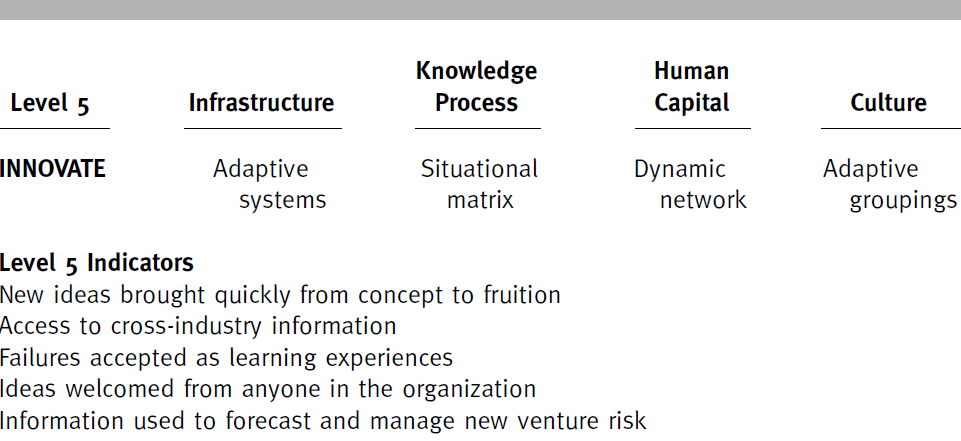 Knowledge Human
Level 5 Infrastructure Process Capital Culture
INNOVATE Adaptive Situational Dynamic Adaptive
systems matrix network groupings
Level 5 Indicators
New ideas brought quickly from concept to fruition
Access to cross-industry information
Failures accepted as learning experiences
Ideas welcomed from anyone in the organization
Information used to forecast and manage new venture risk